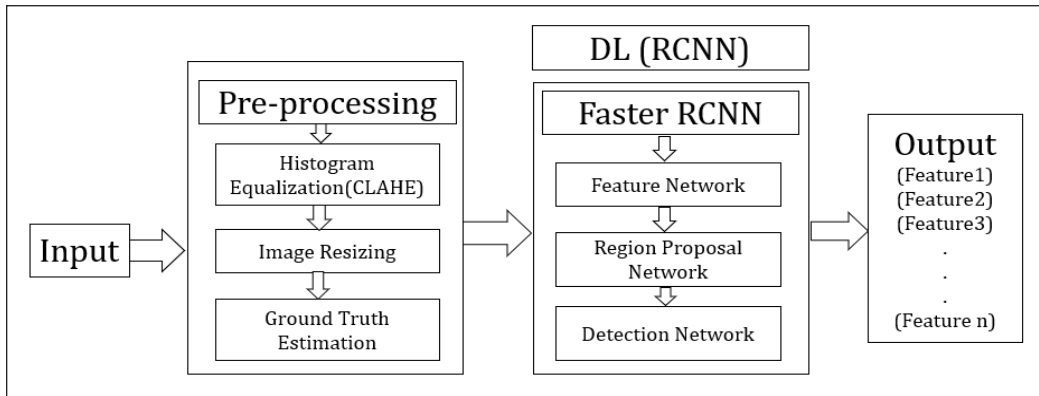 Input
Pre-processing
Histogram
Equalization(CLAHE)
Image Resizing
Ground Truth
Estimation
DL (RCNN)
Faster RCNN
Feature Network
Region Proposal
Network
Detection Network
Output
(Feature1)
(Feature2)
(Feature3)
.
.
.
(Feature n)